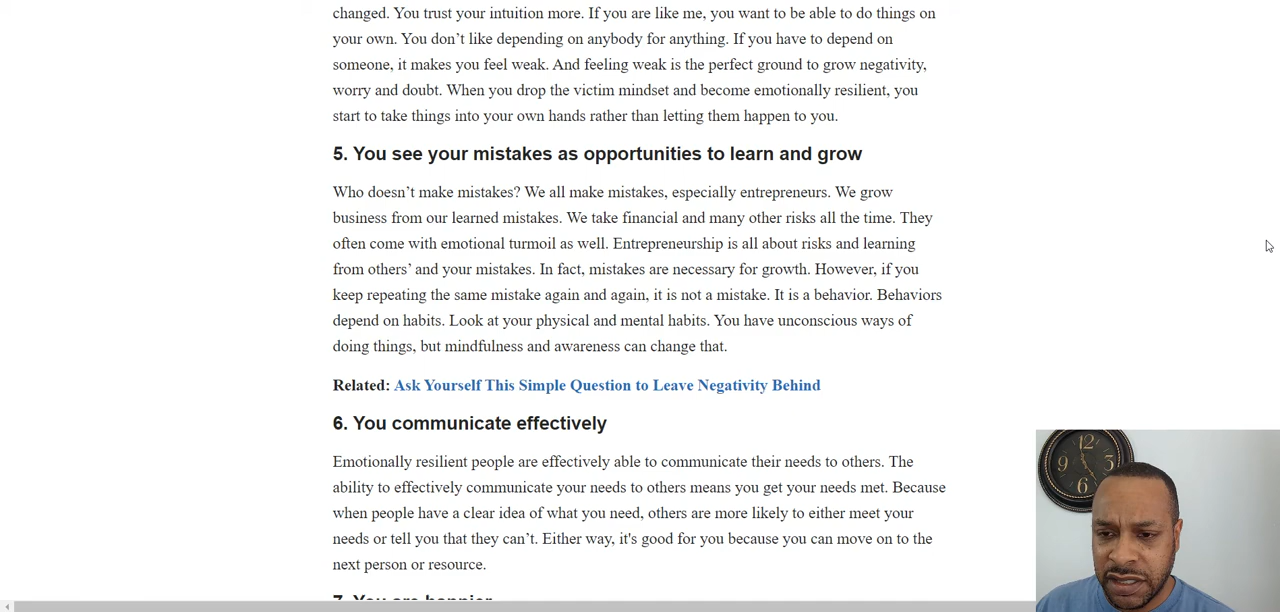 changed. You trust your intuition more. If you are like me, you want to be able to do things on
your own. You don’t like depending on anybody for anything. If you have to depend on
someone, it makes you feel weak. And feeling weak is the perfect ground to grow negativity,
worry and doubt. When you drop the victim mindset and become emotionally resilient, you
start to take things into your own hands rather than letting them happen to you.
5. You see your mistakes as opportunities to learn and grow
Who doesn’t make mistakes? We all make mistakes, especially entrepreneurs. We grow
business from our learned mistakes. We take financial and many other risks all the time. They
often come with emotional turmoil as well. Entrepreneurship is all about risks and learning
from others’ and your mistakes. In fact, mistakes are necessary for growth. However, if you
keep repeating the same mistake again and again, it is not a mistake. It is a behavior. Behaviors
depend on habits. Look at your physical and mental habits. You have unconscious ways of
doing things, but mindfulness and awareness can change that.
Related: Ask Yourself This Simple Question to Leave Negativity Behind
6. You communicate effectively
Emotionally resilient people are effectively able to communicate their needs to others. The
ability to effectively communicate your needs to others means you get your needs met. Because
when people have a clear idea of what you need, others are more likely to either meet your
needs or tell you that they can’t. Either way, it's good for you because you can move on to the
next person or resource.
7. You are happier
12
9 3
6